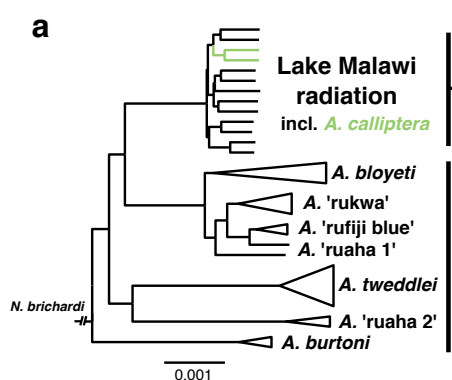 a
Lake Malawi
radiation
incl. A. calliptera
A. bloyeti
A. 'rukwa'
A. 'rufiji blue'
A. 'ruaha 1'
A. tweddlei
N. brichardi
A. 'ruaha 2'
A. burtoni
0.001